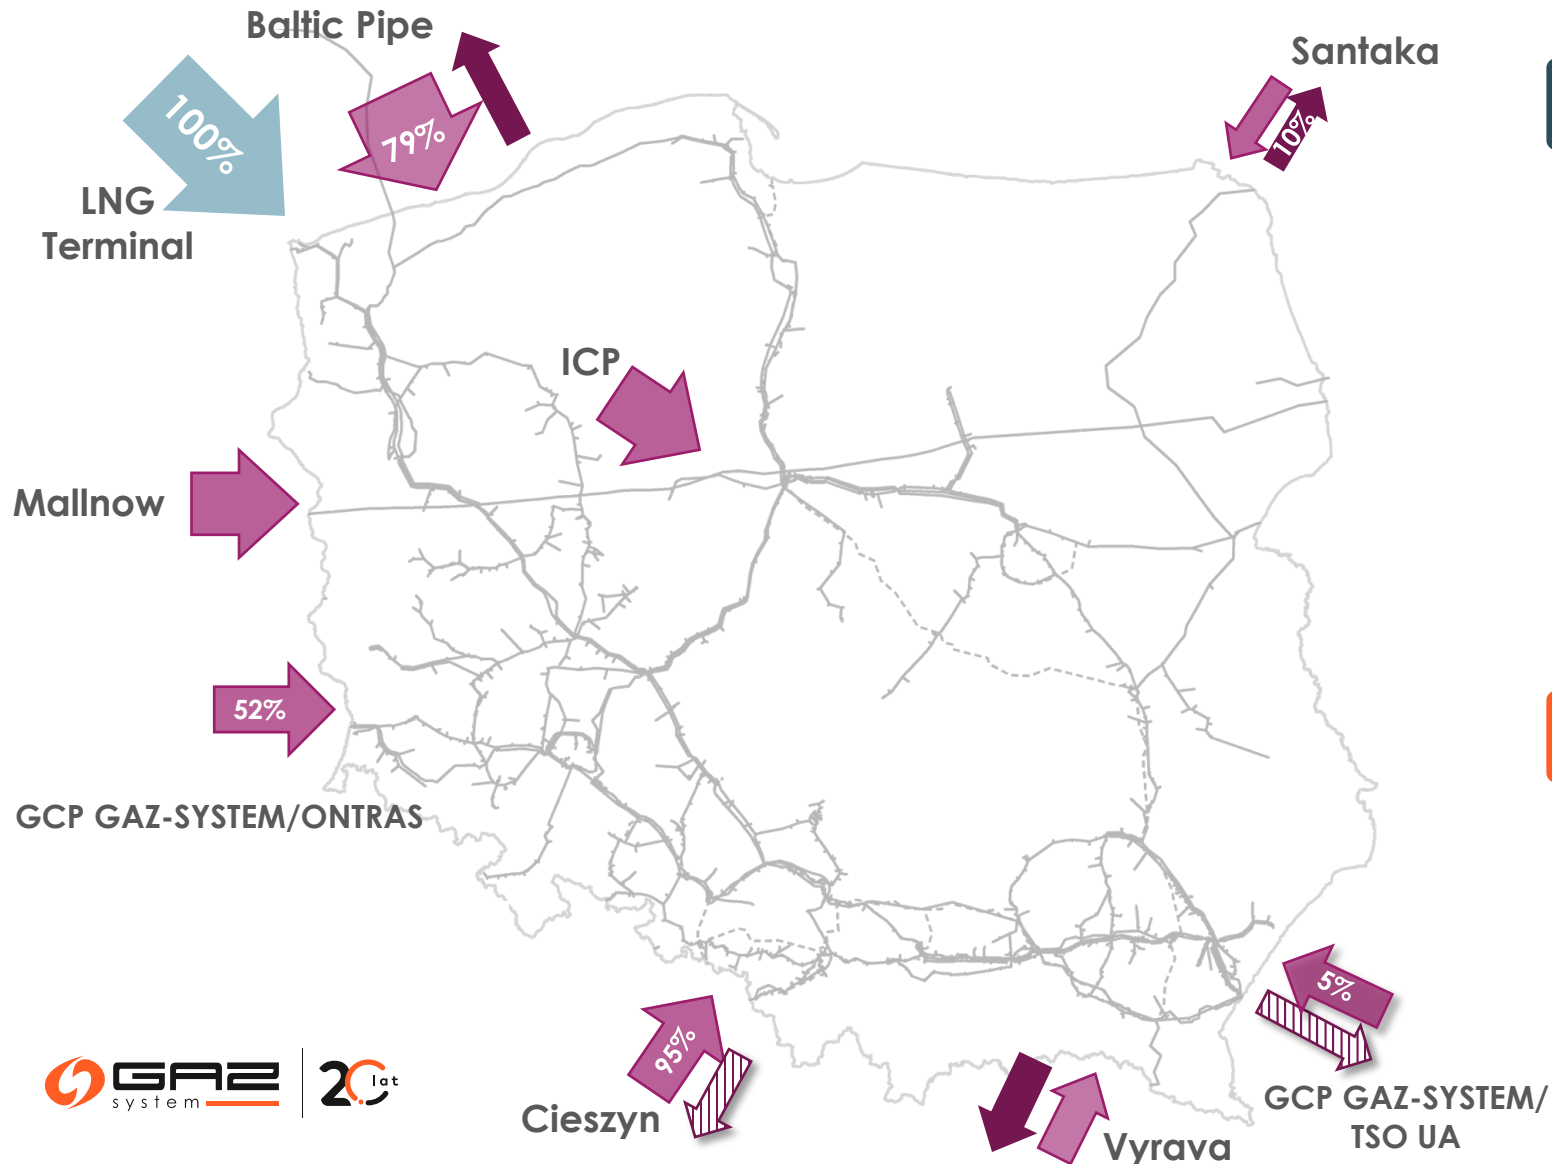 Baltic Pipe
Santaka
100%
79%
10%
LNG
Terminal
ICP
Mallnow
52%
GCP GAZ-SYSTEM/ONTRAS
5%
95%
GAZ
system
20 lat
Cieszyn
Vyrava
GCP GAZ-SYSTEM/
TSO UA